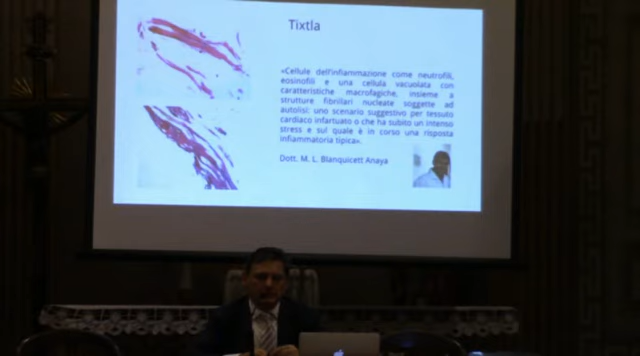 Tixtla
«Cellule dell'infiammazione come neutrofili,
eosinofili e una cellula vacuolata con
caratteristiche macrofagiche, insieme a
strutture fibrillari nucleate soggette ad
autolisi: uno scenario suggestivo per tessuto
cardiaco infartuato o che ha subito un intenso
stress e sul quale è in corso una risposta
infiammatoria tipica».
Dott. M. L. Blanquicett Anaya